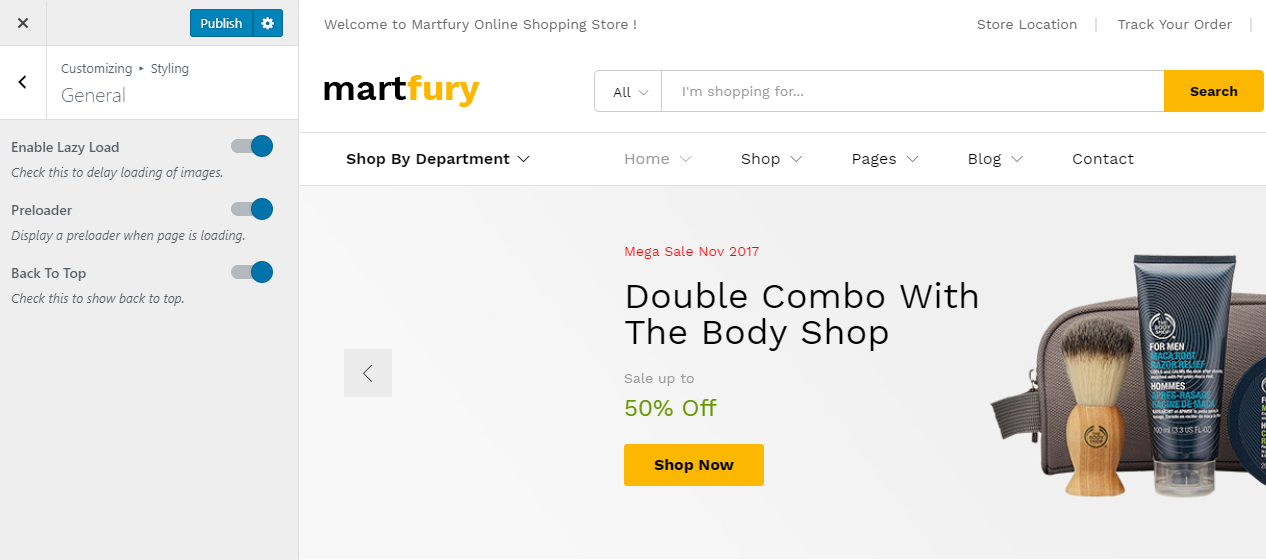 Publish
Customizing ▸ Styling
General
Enable Lazy Load
Check this to delay loading of images.
Preloader
Display a preloader when page is loading.
Back To Top
Check this to show back to top.
Welcome to Martfury Online Shopping Store !
Store Location
Track Your Order
martfury
All
I'm shopping for...
Search
Shop By Department
Home
Shop
Pages
Blog
Contact
Mega Sale Nov 2017
Double Combo With
The Body Shop
Sale up to
50% Off
Shop Now
THE
BODY
SHOP
FOR MEN
MACA ROOT
RAZOR RELIEF
HOMMES
APRÈS-RASAGE
RACINE DE MACA